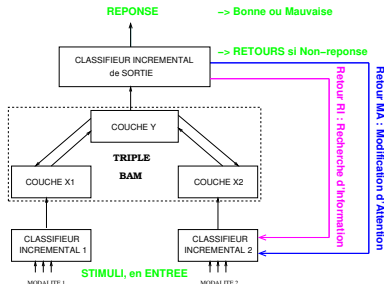 REPONSE
–> Bonne ou Mauvaise
CLASSIFIEUR INCREMENTAL
de SORTIE
–> RETOURS si Non-reponse
COUCHE Y
TRIPLE
BAM
COUCHE X1
COUCHE X2
Retour RI : Recherche d'Information
Retour MA : Modification d'Attention
CLASSIFIEUR
INCREMENTAL 1
CLASSIFIEUR
INCREMENTAL 2
STIMULI, en ENTREE
MODALITE 1
MODALITE 2